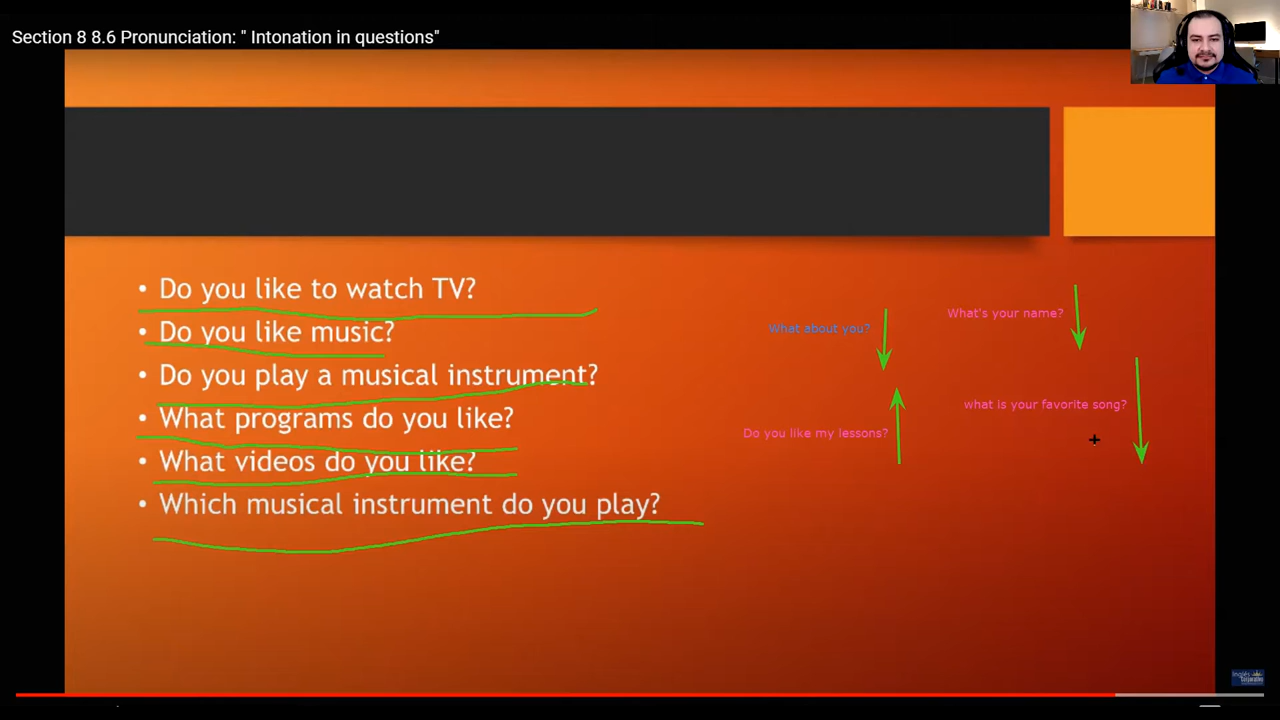 Section 8 8.6 Pronunciation: " Intonation in questions"
• Do you like to watch TV?
• Do you like music?
• Do you play a musical instrument?
• What programs do you like?
• What videos do you like?
• Which musical instrument do you play?
What about you?
Do you like my lessons?
What's your name?
what is your favorite song?
Inglés
Corporativo